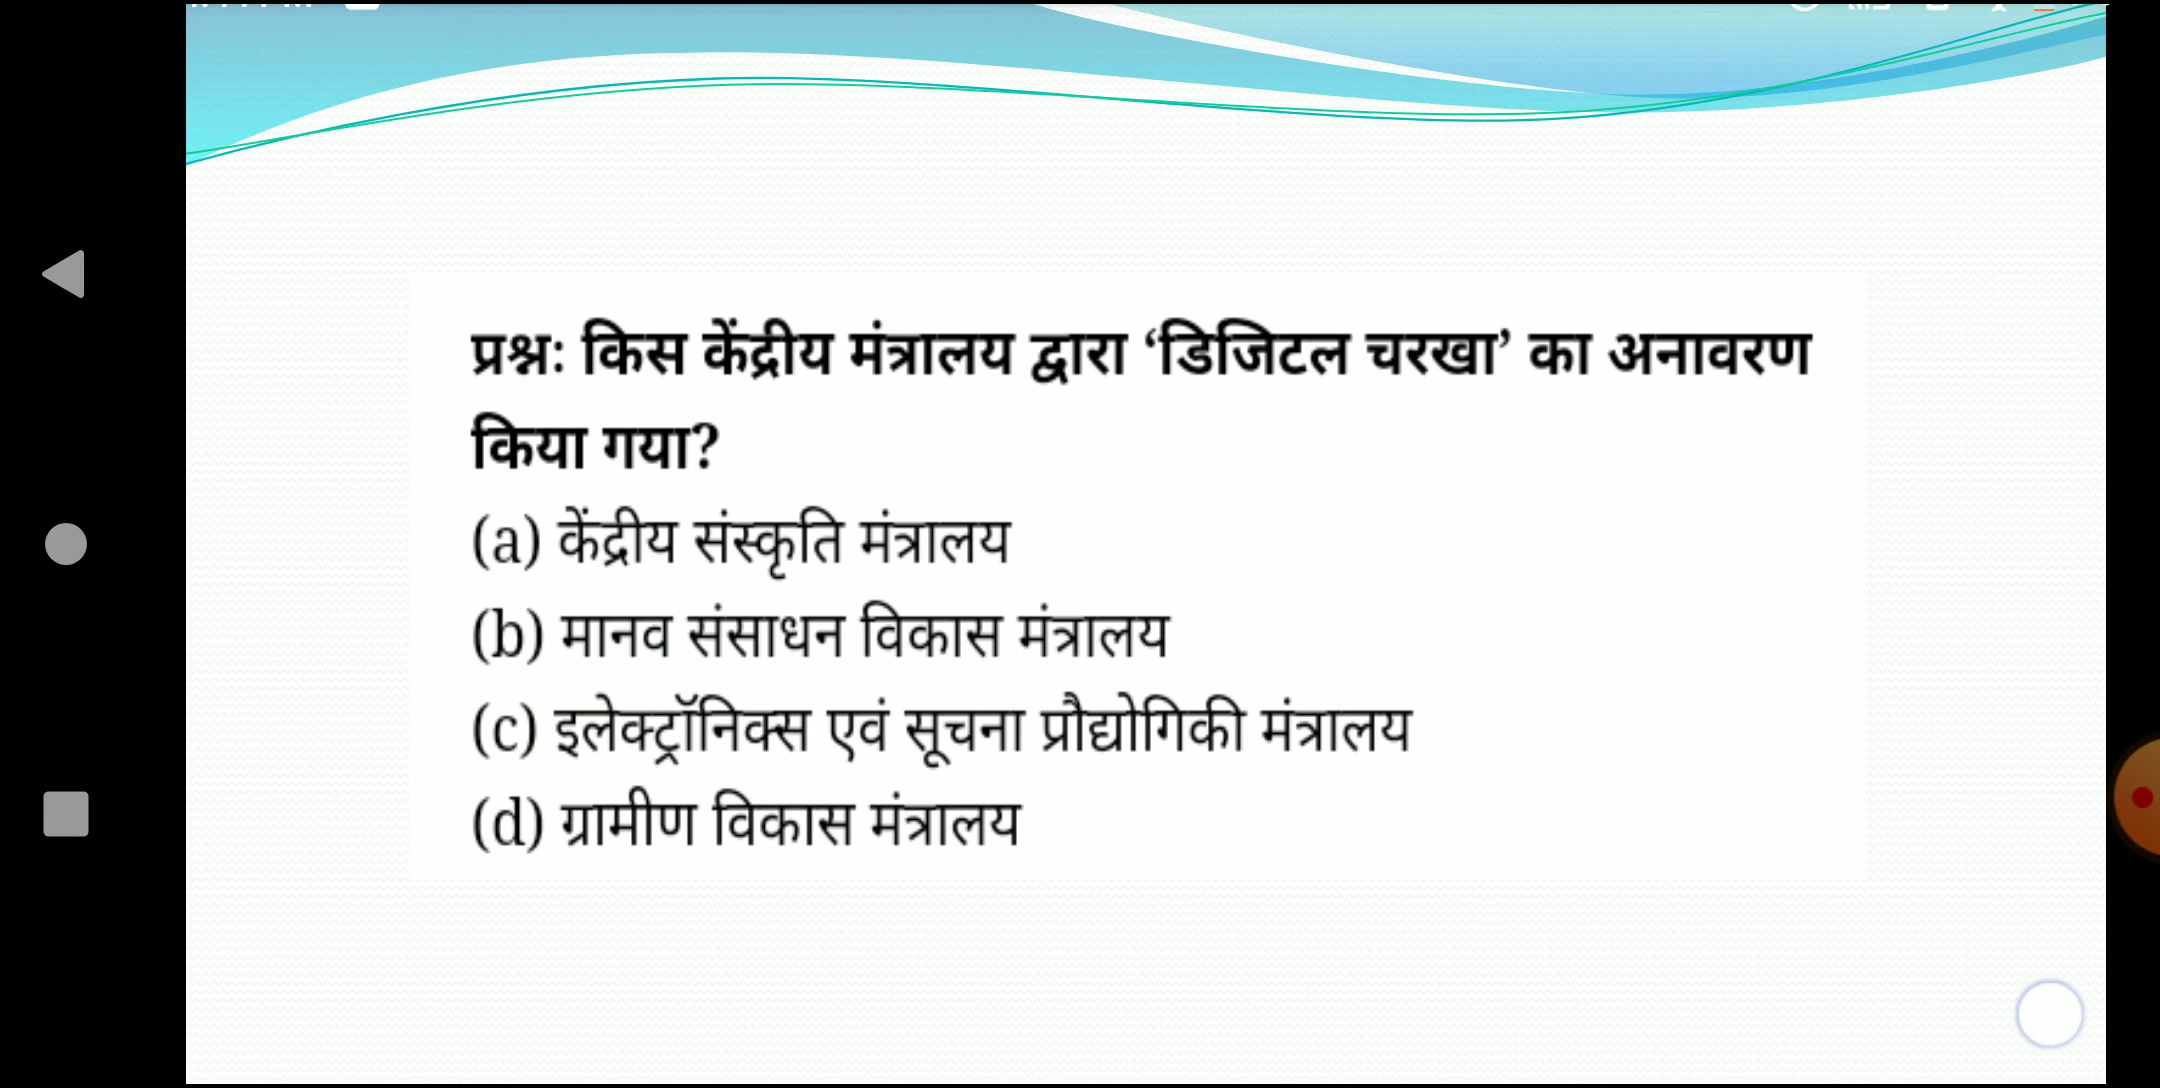 प्रश्न: किस केंद्रीय मंत्रालय द्वारा ‘डिजिटल चरखा’ का अनावरण
किया गया?
(a) केंद्रीय संस्कृति मंत्रालय
(b) मानव संसाधन विकास मंत्रालय
(c) इलेक्ट्रॉनिक्स एवं सूचना प्रौद्योगिकी मंत्रालय
(d) ग्रामीण विकास मंत्रालय